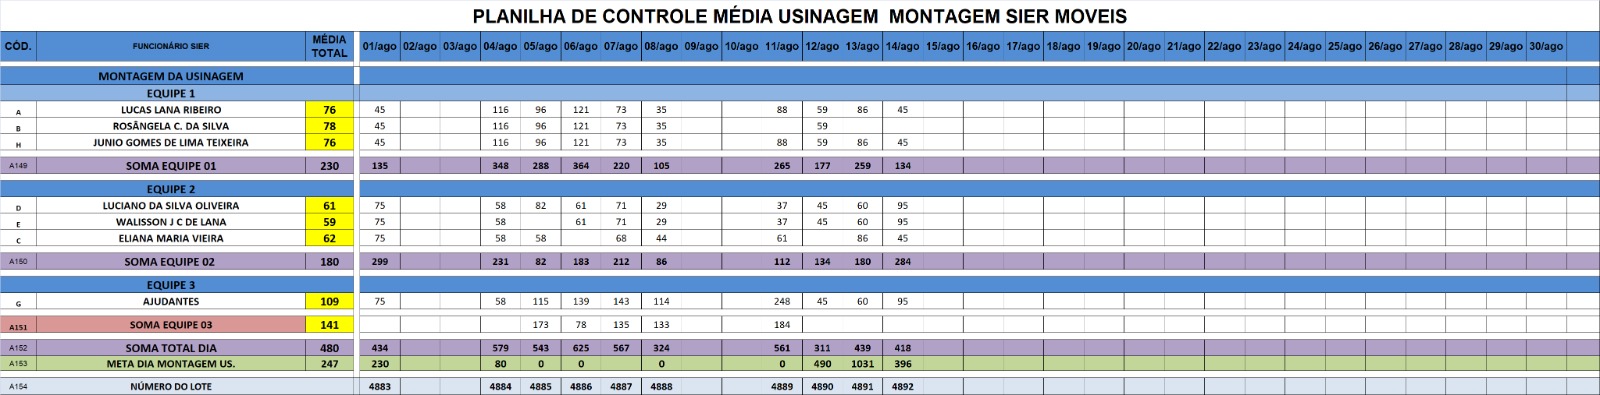 PLANILHA DE CONTROLE MÉDIA USINAGEM MONTAGEM SIER MOVEIS
CÓD. FUNCIONÁRIO SIER MÉDIA TOTAL 01/ago 02/ago 03/ago 04/ago 05/ago 06/ago 07/ago 08/ago 09/ago 10/ago 11/ago 12/ago 13/ago 14/ago 15/ago 16/ago 17/ago 18/ago 19/ago 20/ago 21/ago 22/ago 23/ago 24/ago 25/ago 26/ago 27/ago 28/ago 29/ago 30/ago
MONTAGEM DA USINAGEM
EQUIPE 1
A LUCAS LANA RIBEIRO 76 45 116 96 121 73 35 88 59 86 45
B ROSÂNGELA C. DA SILVA 78 45 116 96 121 73 35 59
H JUNIO GOMES DE LIMA TEIXEIRA 76 45 116 96 121 73 35 88 59 86 45
A149 SOMA EQUIPE 01 230 135 348 288 364 220 105 265 177 259 134
EQUIPE 2
D LUCIANO DA SILVA OLIVEIRA 61 75 58 82 61 71 29 37 45 60 95
E WALISSON J C DE LANA 59 75 58 61 71 29 37 45 60 95
C ELIANA MARIA VIEIRA 62 75 58 58 68 44 61 86 45
A150 SOMA EQUIPE 02 180 299 231 82 183 212 86 112 134 180 284
EQUIPE 3
G AJUDANTES 109 75 58 115 139 143 114 248 45 60 95
A151 SOMA EQUIPE 03 141 173 78 135 133 184
A152 SOMA TOTAL DIA 480 434 579 543 625 567 324 561 311 439 418
A153 META DIA MONTAGEM US. 247 230 80 0 0 0 0 490 1031 396
A154 NÚMERO DO LOTE 4883 4884 4885 4886 4887 4888 4889 4890 4891 4892